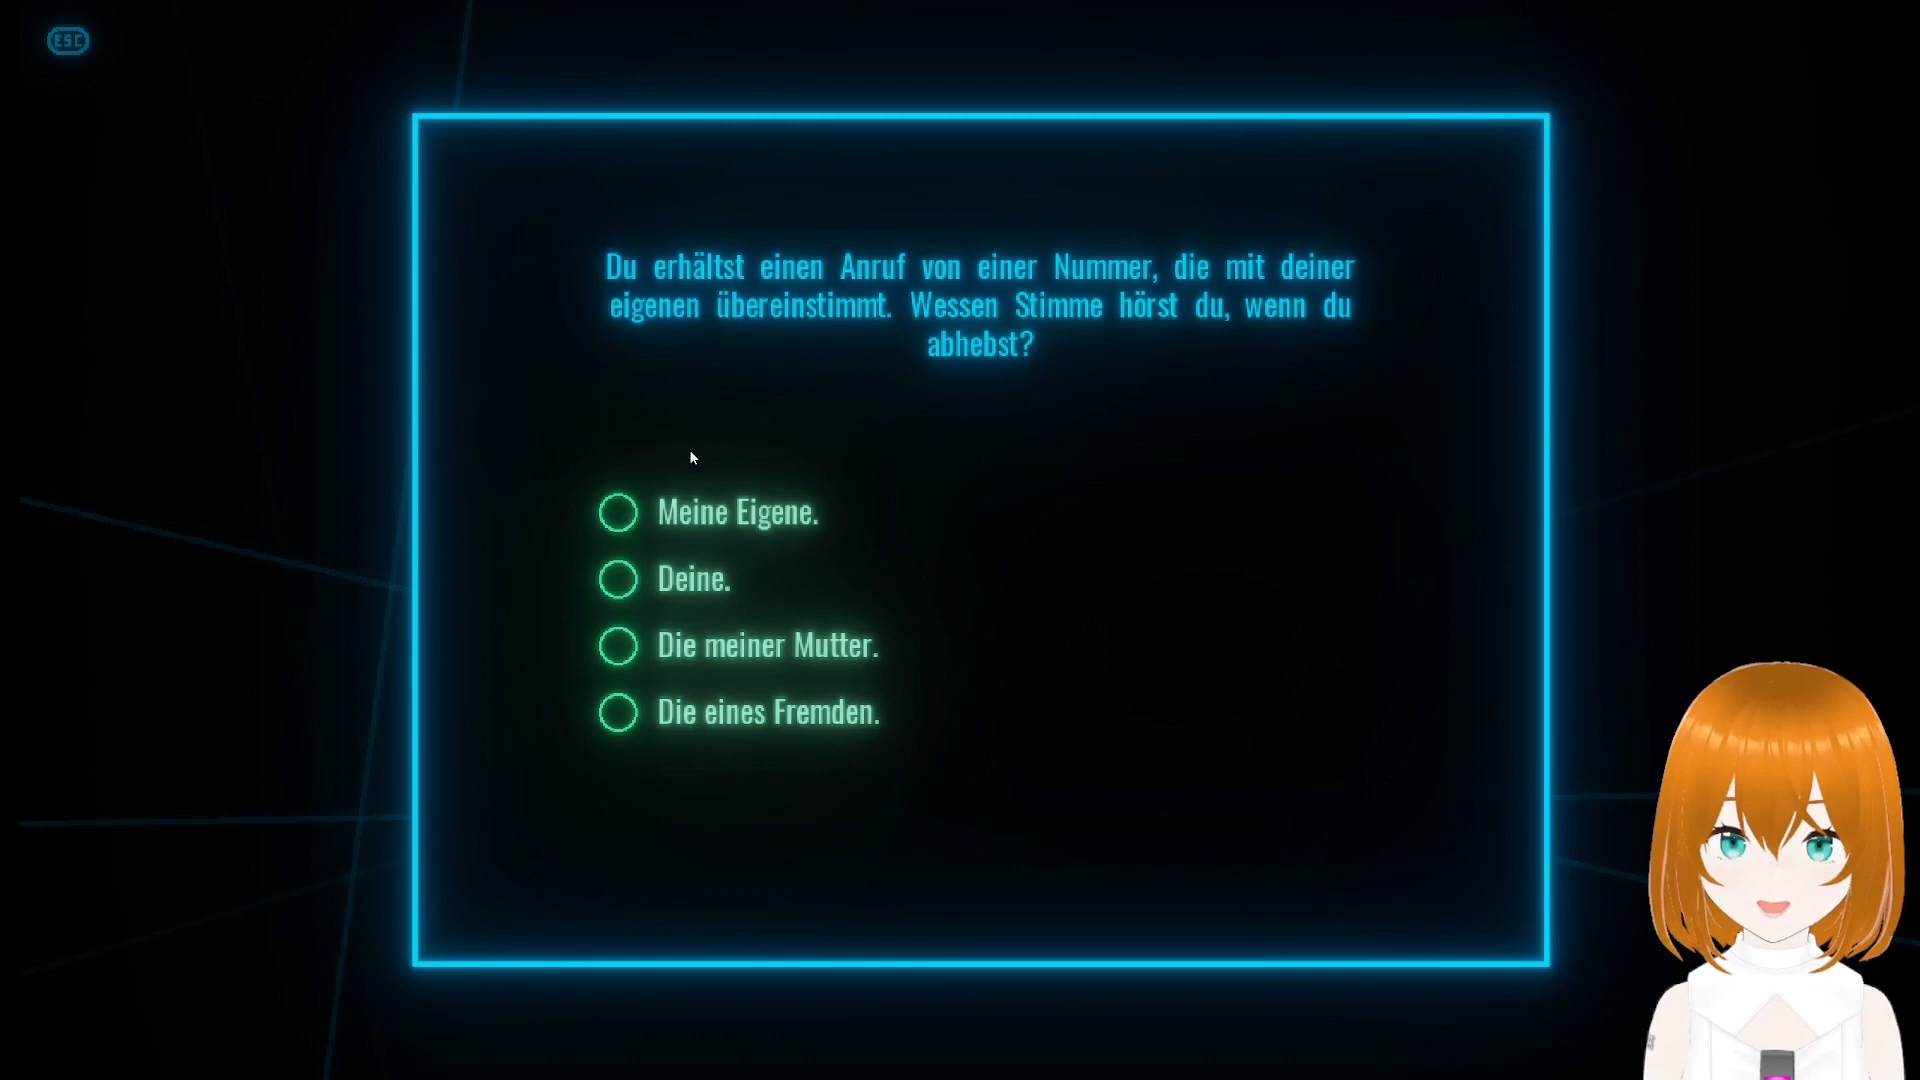 ESC
Du erhältst einen Anruf von einer Nummer, die mit deiner
eigenen übereinstimmt. Wessen Stimme hörst du, wenn du
abhebst?
Meine Eigene.
Deine.
Die meiner Mutter.
Die eines Fremden.